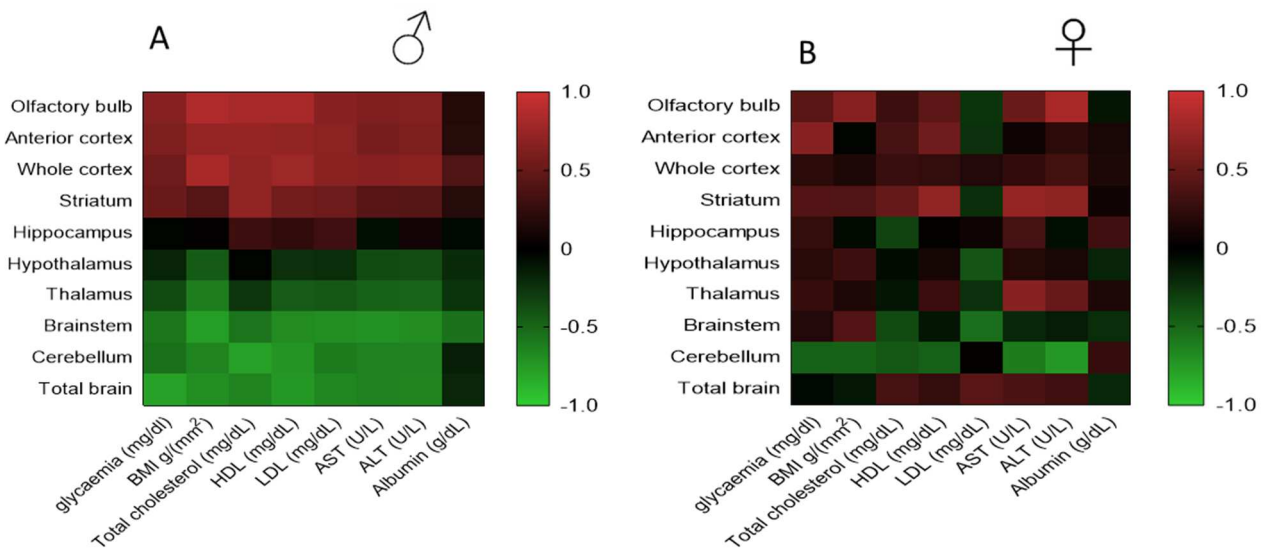 A
♂
Olfactory bulb
Anterior cortex
Whole cortex
Striatum
Hippocampus
Hypothalamus
Thalamus
Brainstem
Cerebellum
Total brain
glycaemia (mg/dl)
BMI g/(mm²)
Total cholesterol (mg/dL)
HDL (mg/dL)
LDL (mg/dL)
AST (U/L)
ALT (U/L)
Albumin (g/dL)
1.0
0.5
0
-0.5
-1.0
B
♀
Olfactory bulb
Anterior cortex
Whole cortex
Striatum
Hippocampus
Hypothalamus
Thalamus
Brainstem
Cerebellum
Total brain
glycaemia (mg/dl)
BMI g/(mm²)
Total cholesterol (mg/dL)
HDL (mg/dL)
LDL (mg/dL)
AST (U/L)
ALT (U/L)
Albumin (g/dL)
1.0
0.5
0
-0.5
-1.0